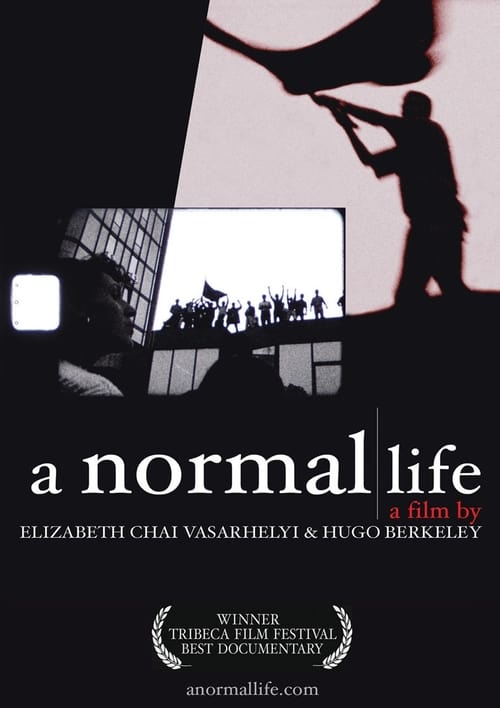 a normal life
a film by
ELIZABETH CHAI VASARHELYI & HUGO BERKELEY
WINNER
TRIBECA FILM FESTIVAL
BEST DOCUMENTARY
anormallife.com